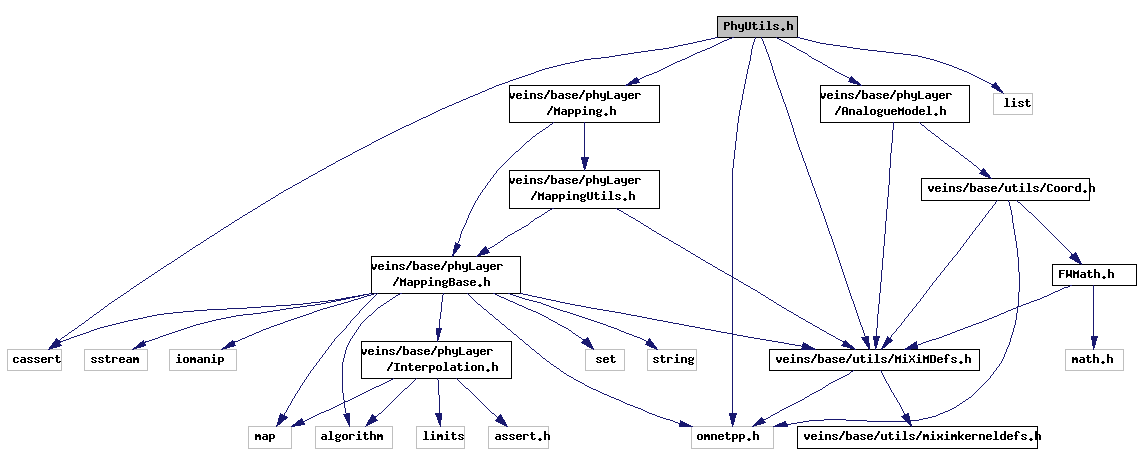 PhyUtils.h
veins/base/phyLayer
/Mapping.h
veins/base/phyLayer
/AnalogueModel.h
list
veins/base/phyLayer
/MappingUtils.h
veins/base/utils/Coord.h
veins/base/phyLayer
/MappingBase.h
FWMath.h
cassert
sstream
iomanip
veins/base/phyLayer
/Interpolation.h
set
string
veins/base/utils/MiXiMDefs.h
math.h
map
algorithm
limits
assert.h
omnetpp.h
veins/base/utils/miximkerneldefs.h